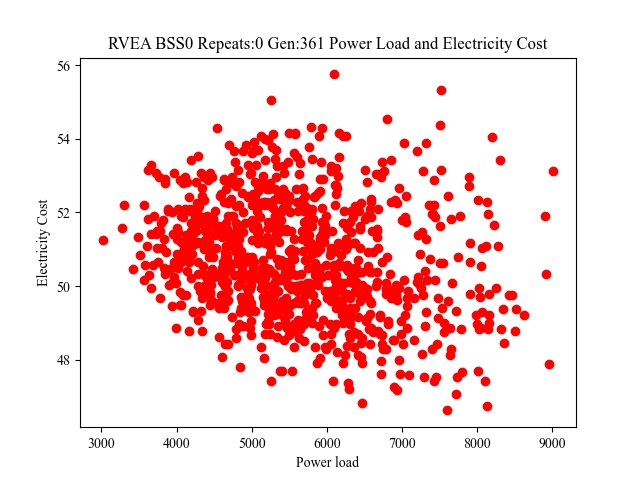 RVEA BSS0 Repeats:0 Gen:361 Power Load and Electricity Cost
56
54
52
50
48
Electricity Cost
3000 4000 5000 6000 7000 8000 9000
Power load